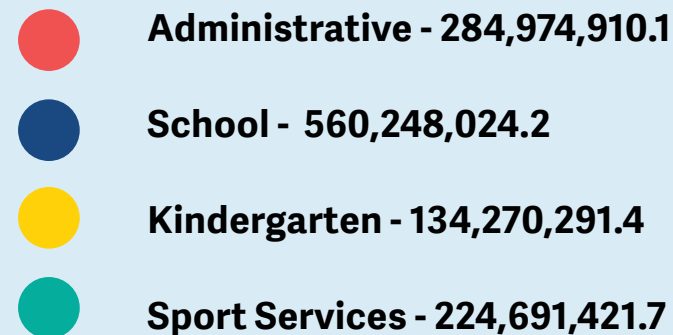 Administrative - 284,974,910.1
School - 560,248,024.2
Kindergarten - 134,270,291.4
Sport Services - 224,691,421.7